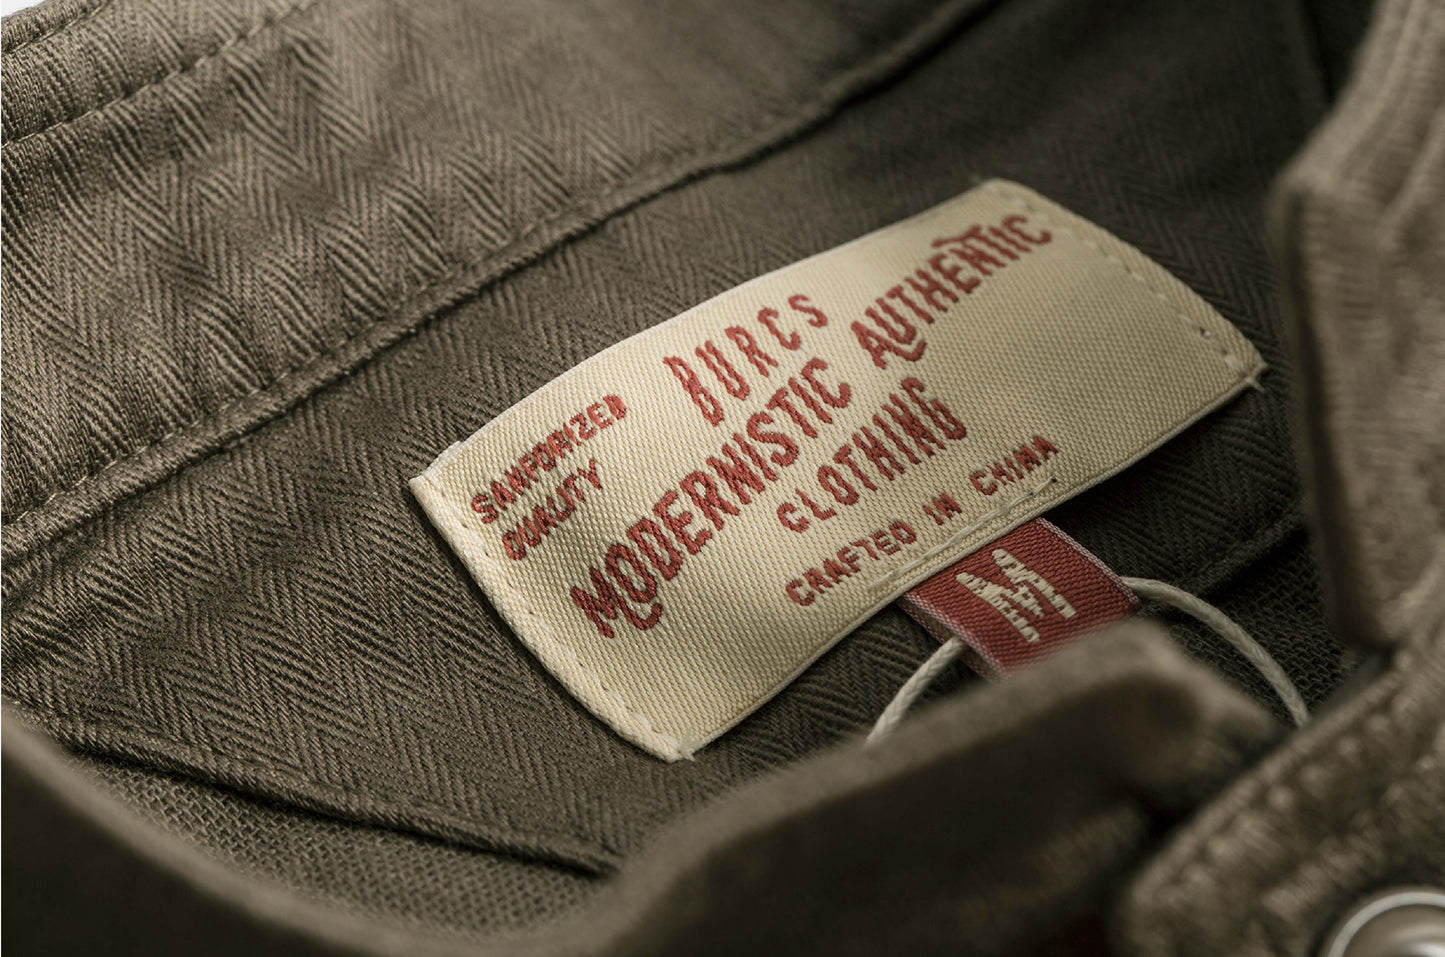 BURCS
SANFORIZED
QUALITY
MODERNISTIC AUTHENTIC
CLOTHING
CRAFTED IN CHINA
M